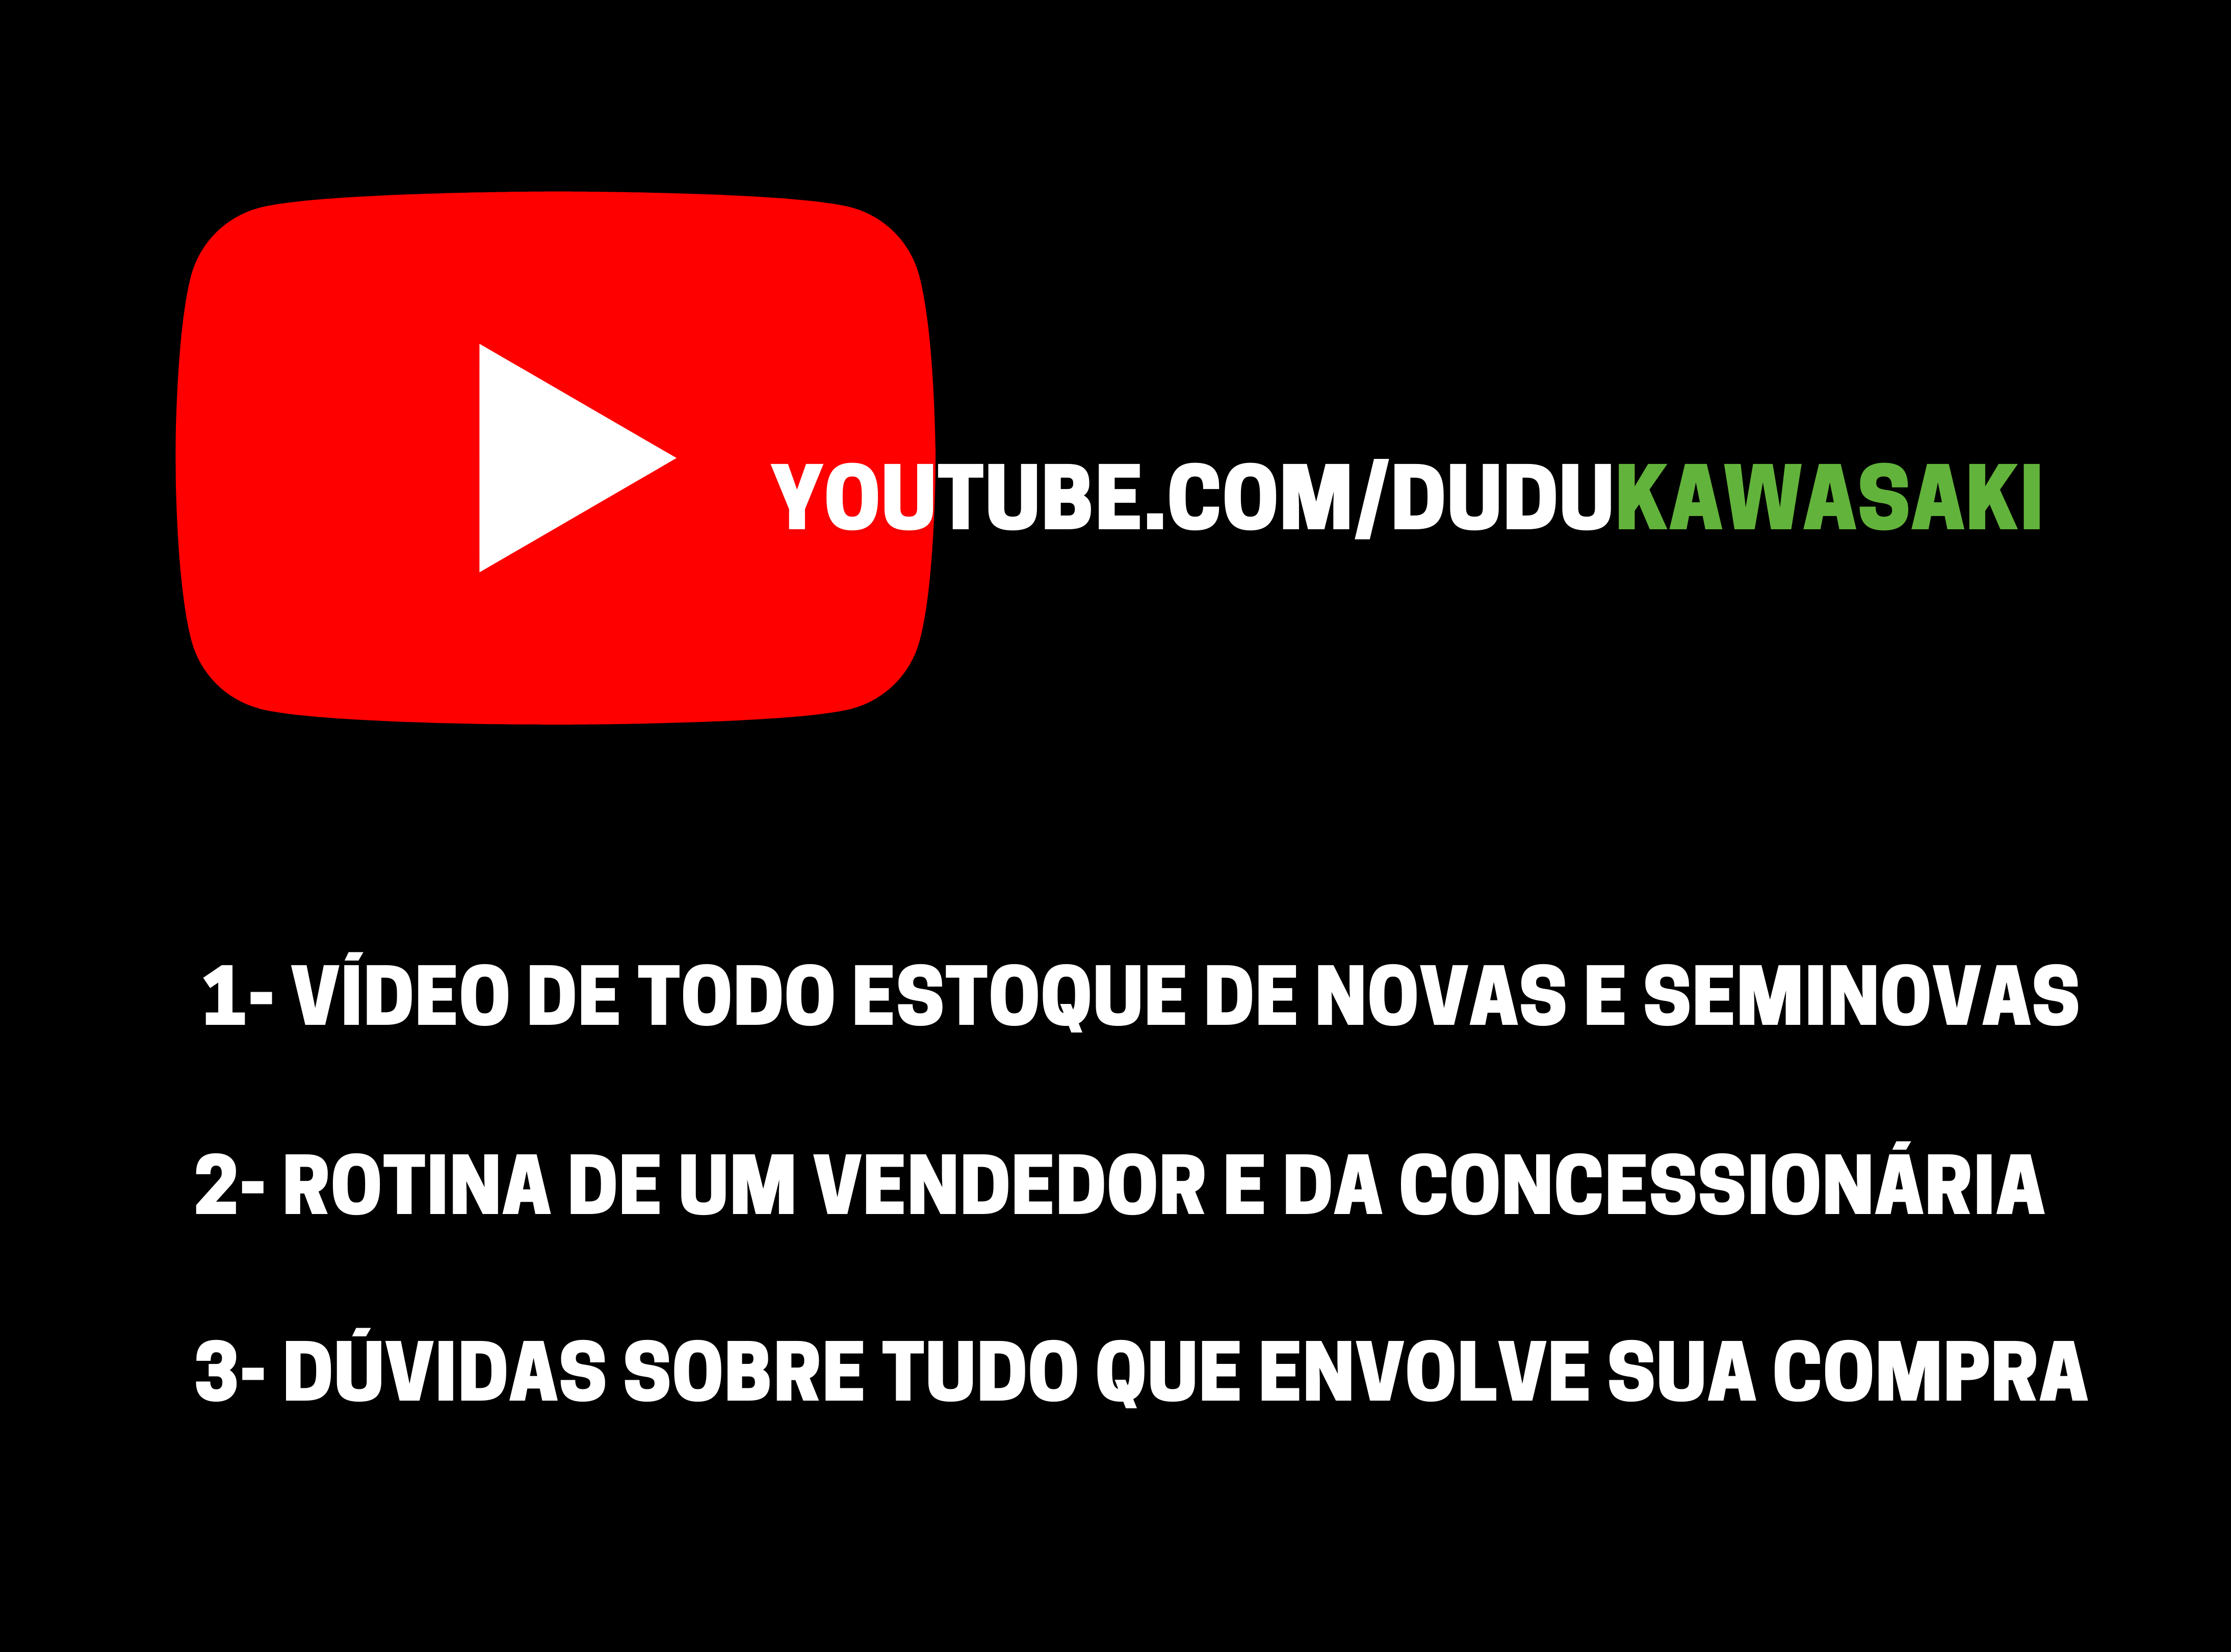 YOUTUBE.COM/DUDUKAWASAKI
1- VÍDEO DE TODO ESTOQUE DE NOVAS E SEMINOVAS
2- ROTINA DE UM VENDEDOR E DA CONCESSIONÁRIA
3- DÚVIDAS SOBRE TUDO QUE ENVOLVE SUA COMPRA